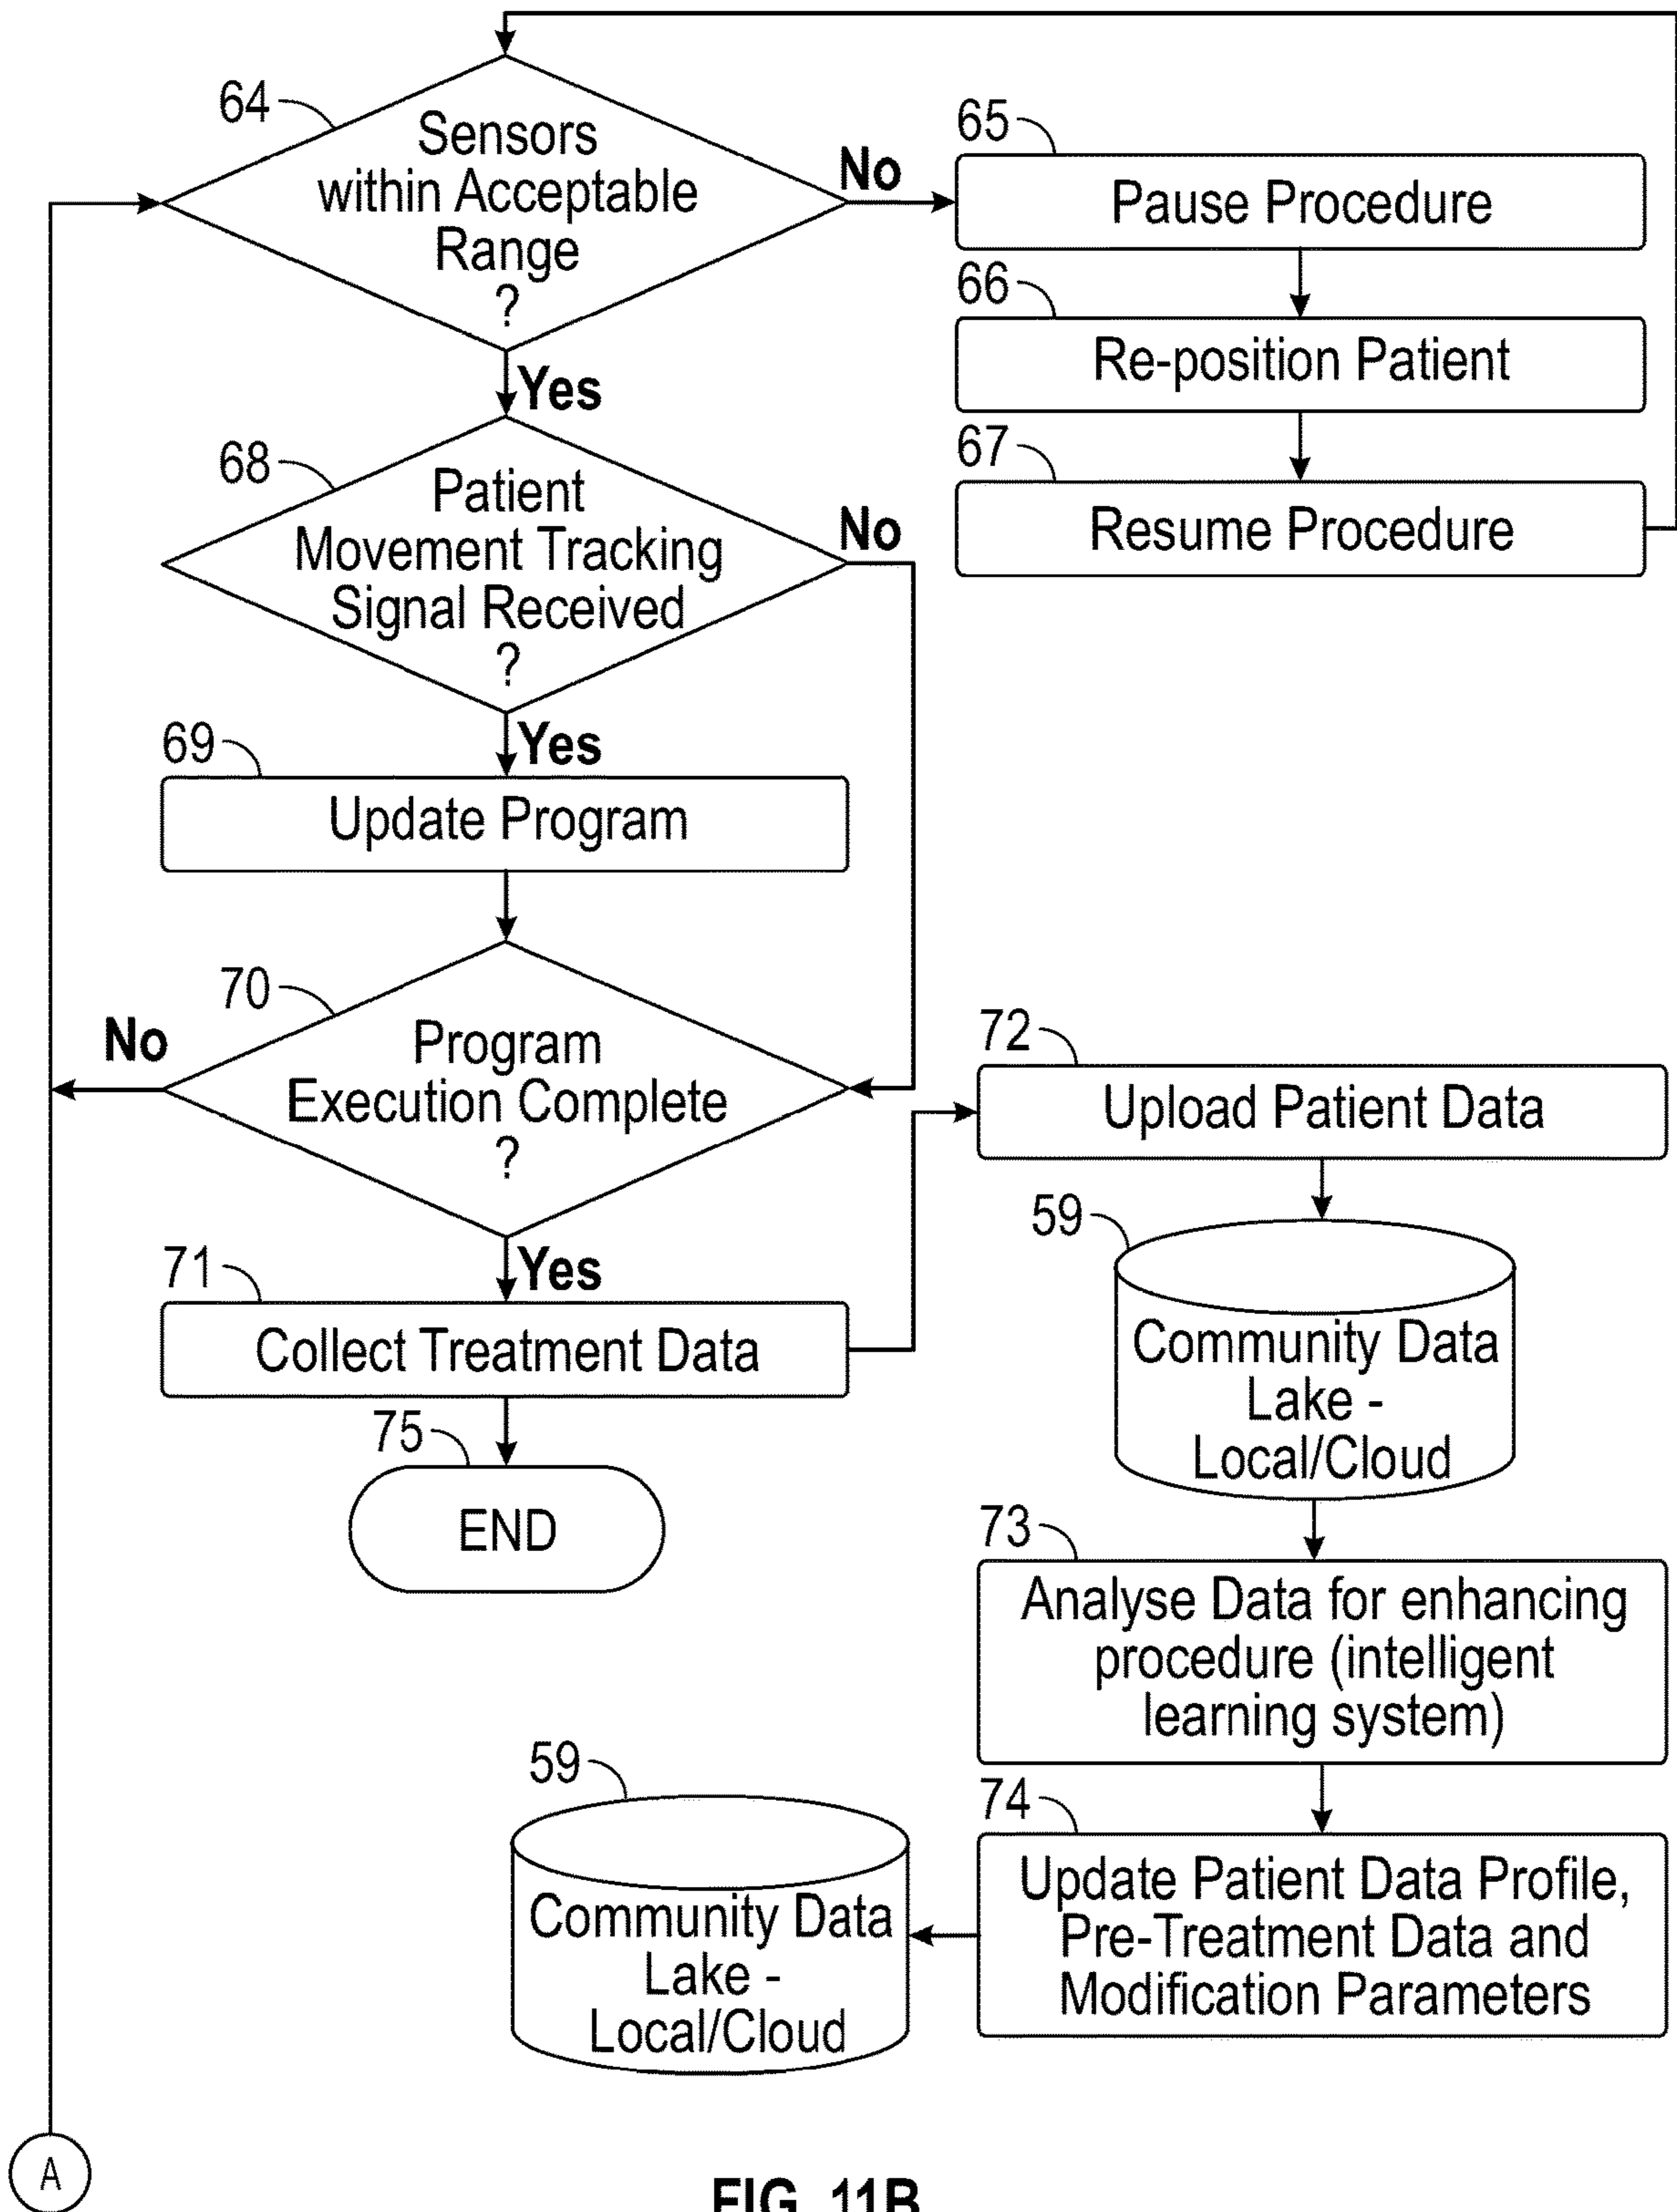 64
Sensors
within Acceptable
Range
?
No
Yes
65
Pause Procedure
66
Re-position Patient
67
Resume Procedure
68
Patient
Movement Tracking
Signal Received
?
No
Yes
69
Update Program
70
Program
Execution Complete
?
No
Yes
71
Collect Treatment Data
75
END
72
Upload Patient Data
59
Community Data
Lake -
Local/Cloud
73
Analyse Data for enhancing
procedure (intelligent
learning system)
74
Update Patient Data Profile,
Pre-Treatment Data and
Modification Parameters
59
Community Data
Lake -
Local/Cloud
A
FIG. 11B